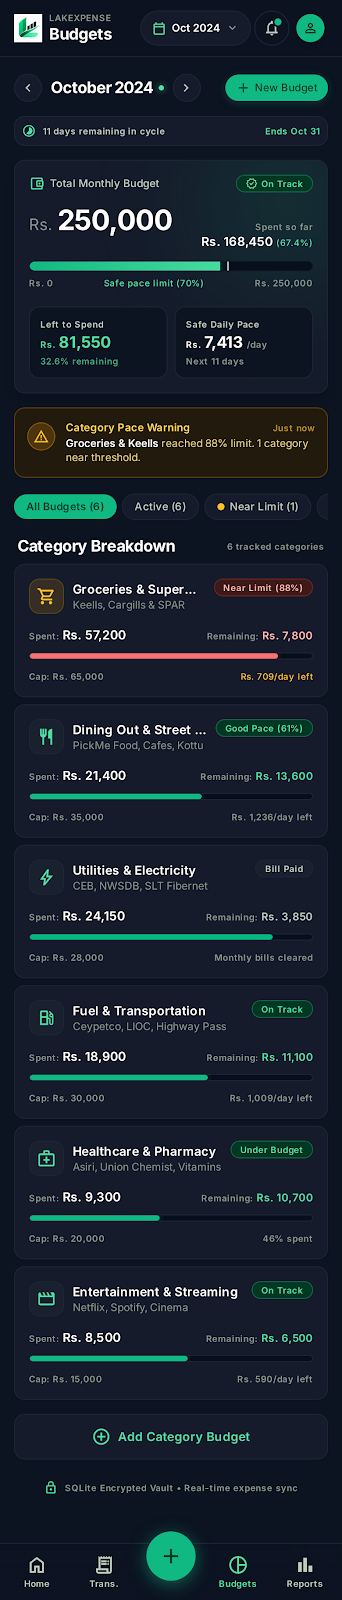 LAKEXPENSE
Budgets
Oct 2024
October 2024
New Budget
11 days remaining in cycle
Ends Oct 31
Total Monthly Budget
On Track
Rs. 250,000
Spent so far
Rs. 168,450 (67.4%)
Rs. 0
Safe pace limit (70%)
Rs. 250,000
Left to Spend
Rs. 81,550
32.6% remaining
Safe Daily Pace
Rs. 7,413 /day
Next 11 days
Category Pace Warning
Just now
Groceries & Keells reached 88% limit. 1 category
near threshold.
All Budgets (6)
Active (6)
Near Limit (1)
Category Breakdown
6 tracked categories
Groceries & Super...
Near Limit (88%)
Keells, Cargills & SPAR
Spent: Rs. 57,200
Remaining: Rs. 7,800
Cap: Rs. 65,000
Rs. 709/day left
Dining Out & Street ...
Good Pace (61%)
PickMe Food, Cafes, Kottu
Spent: Rs. 21,400
Remaining: Rs. 13,600
Cap: Rs. 35,000
Rs. 1,236/day left
Utilities & Electricity
Bill Paid
CEB, NWSDB, SLT Fibernet
Spent: Rs. 24,150
Remaining: Rs. 3,850
Cap: Rs. 28,000
Monthly bills cleared
Fuel & Transportation
On Track
Ceypetco, LIOC, Highway Pass
Spent: Rs. 18,900
Remaining: Rs. 11,100
Cap: Rs. 30,000
Rs. 1,009/day left
Healthcare & Pharmacy
Under Budget
Asiri, Union Chemist, Vitamins
Spent: Rs. 9,300
Remaining: Rs. 10,700
Cap: Rs. 20,000
46% spent
Entertainment & Streaming
On Track
Netflix, Spotify, Cinema
Spent: Rs. 8,500
Remaining: Rs. 6,500
Cap: Rs. 15,000
Rs. 590/day left
Add Category Budget
SQLite Encrypted Vault • Real-time expense sync
Home
Trans.
Budgets
Reports